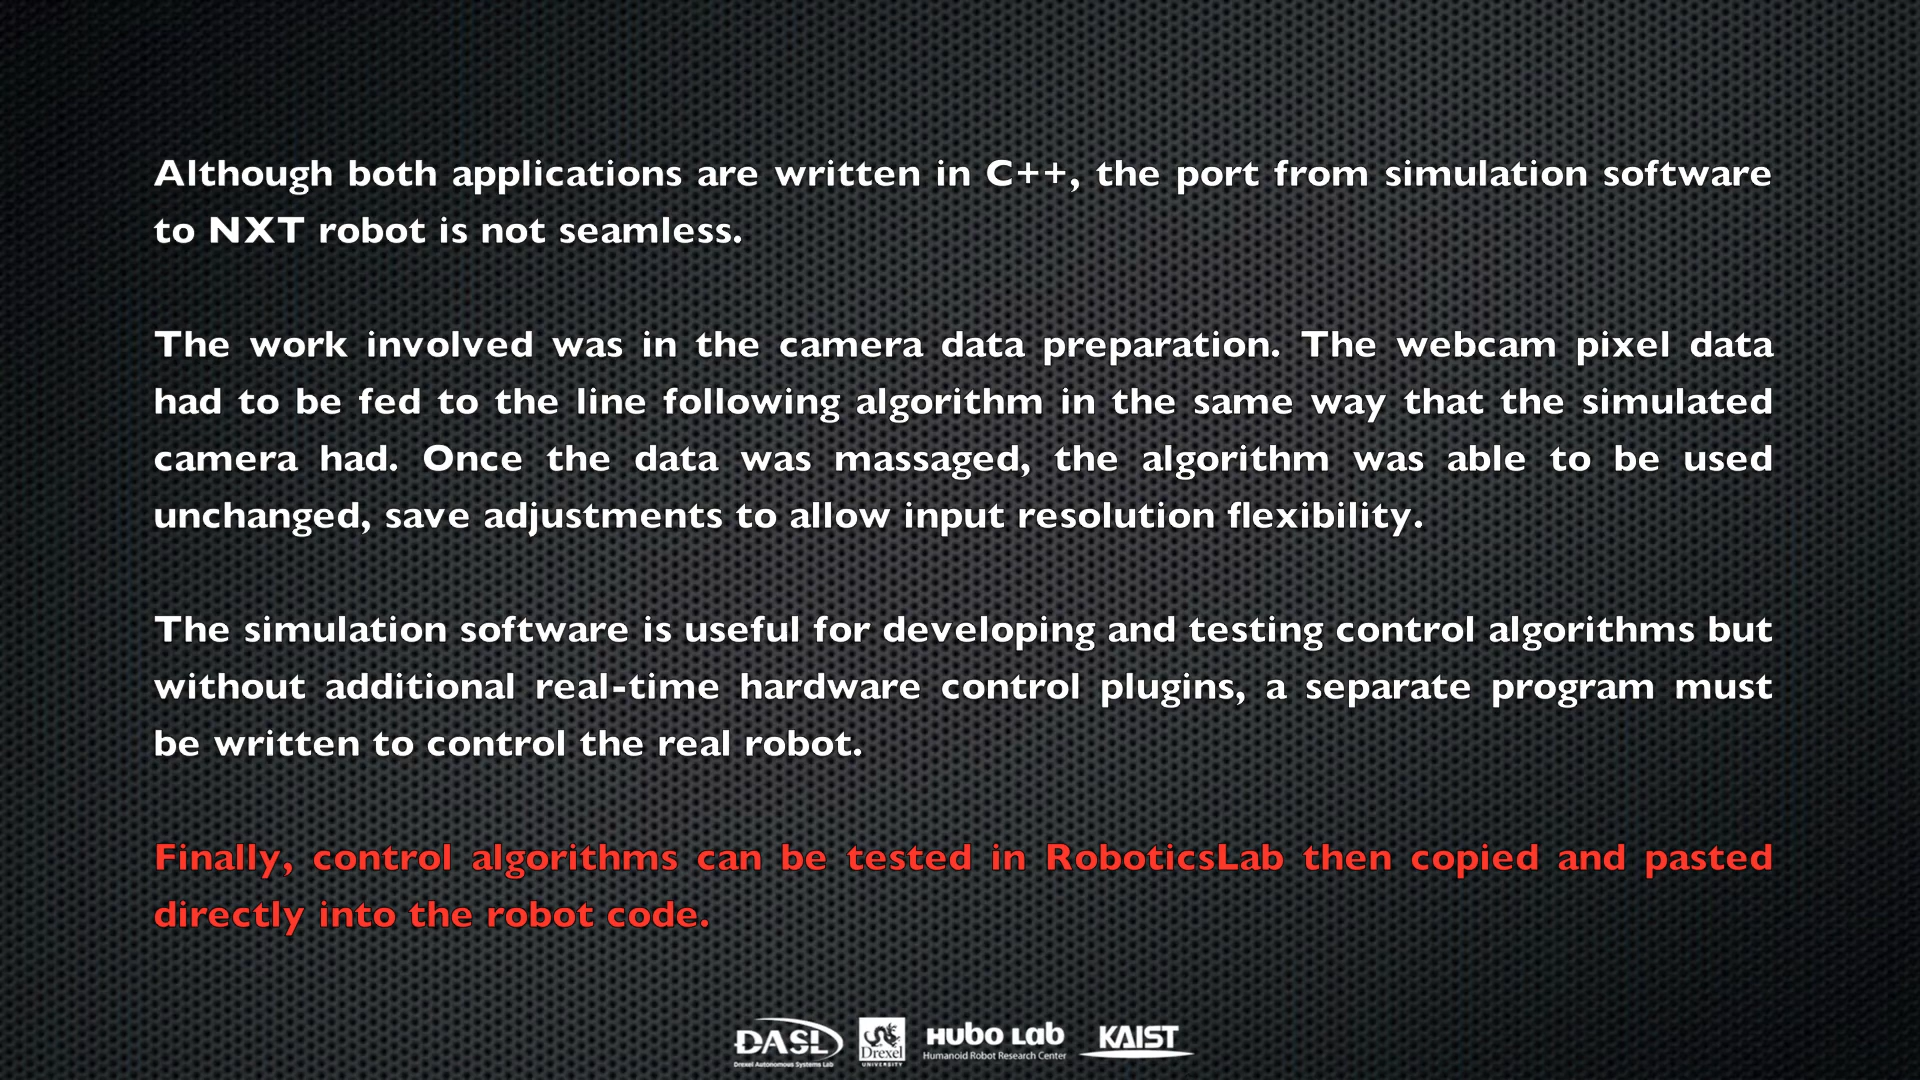 Although both applications are written in C++, the port from simulation software
to NXT robot is not seamless.
The work involved was in the camera data preparation. The webcam pixel data
had to be fed to the line following algorithm in the same way that the simulated
camera had. Once the data was massaged, the algorithm was able to be used
unchanged, save adjustments to allow input resolution flexibility.
The simulation software is useful for developing and testing control algorithms but
without additional real-time hardware control plugins, a separate program must
be written to control the real robot.
Finally, control algorithms can be tested in RoboticsLab then copied and pasted
directly into the robot code.
DASL
Drexel Autonomous Systems Lab
Drexel
UNIVERSITY
Hubo Lab
Humanoid Robot Research Center
KAIST